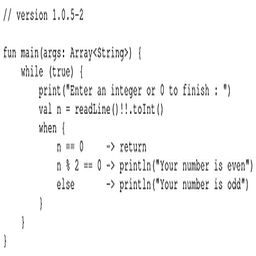 // version 1.0.5-2

fun main(args: Array<String>) {
    while (true) {
        print("Enter an integer or 0 to finish : ")
        val n = readLine()!!.toInt()
        when {
            n == 0     -> return
            n % 2 == 0 -> println("Your number is even")
            else       -> println("Your number is odd")
        }
    }
}